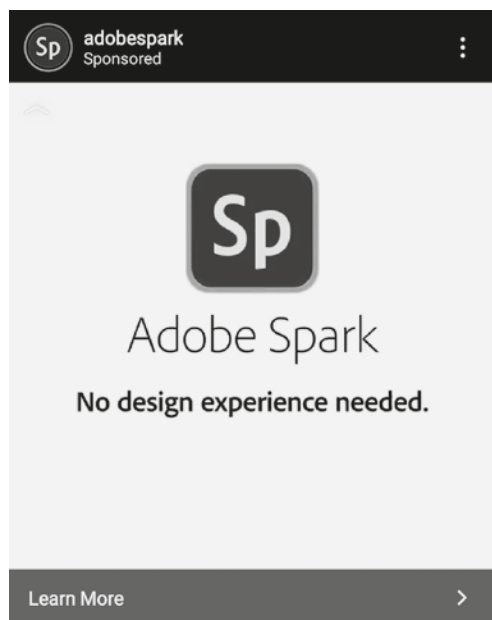 Sp
adobespark
Sponsored
Sp
Adobe Spark
No design experience needed.
Learn More